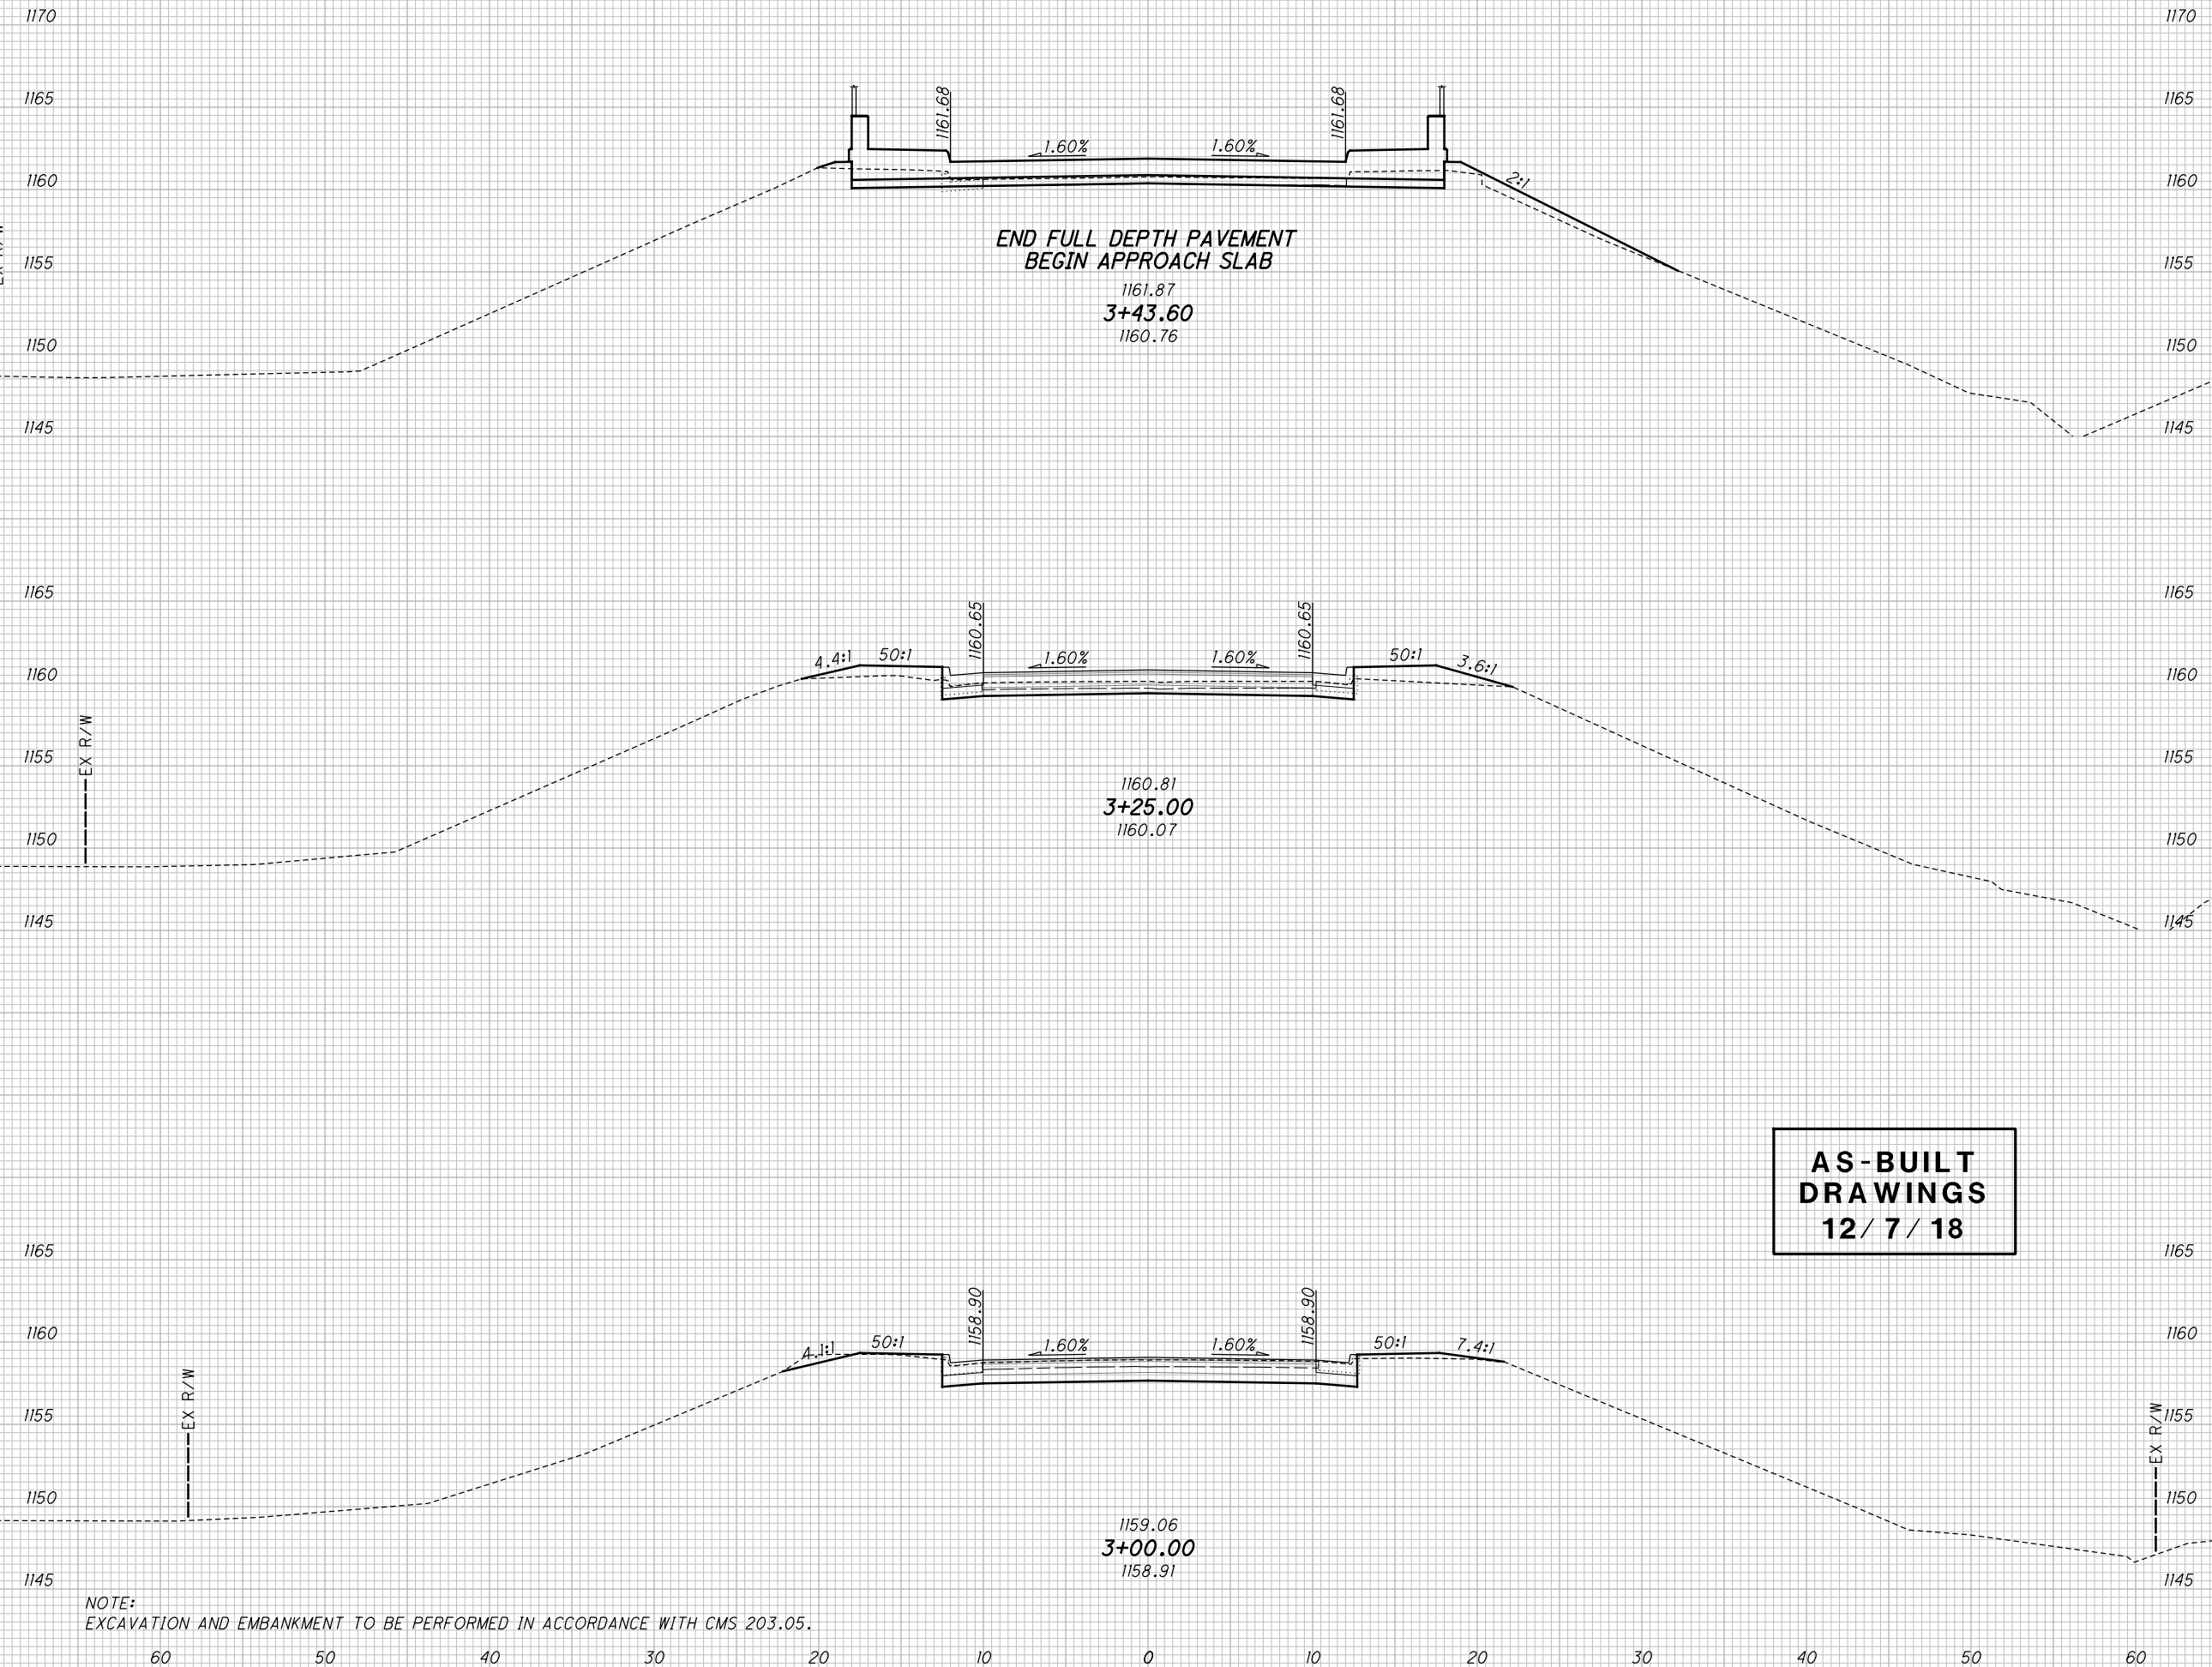 1170 1170
1165 1161.68 1161.68 1165
1.60% 1.60%
1160 2:1 1160
END FULL DEPTH PAVEMENT
BEGIN APPROACH SLAB
1155 1155
1161.87
3+43.60
1160.76
1150 1150
1145 1145
1165 1165
1160.65 1160.65
4.4:1 50:1 1.60% 1.60% 50:1 3.6:1
1160 1160
EX R/W
1155 1155
1160.81
3+25.00
1160.07
1150 1150
1145 1145
AS-BUILT
DRAWINGS
12/7/18
1165 1165
1158.90 1158.90
1160 1160
4.1:1 50:1 1.60% 1.60% 50:1 7.4:1
EX R/W EX R/W
1155 1155
1150 1150
1159.06
3+00.00
1158.91
1145 1145
NOTE:
EXCAVATION AND EMBANKMENT TO BE PERFORMED IN ACCORDANCE WITH CMS 203.05.
60 50 40 30 20 10 0 10 20 30 40 50 60